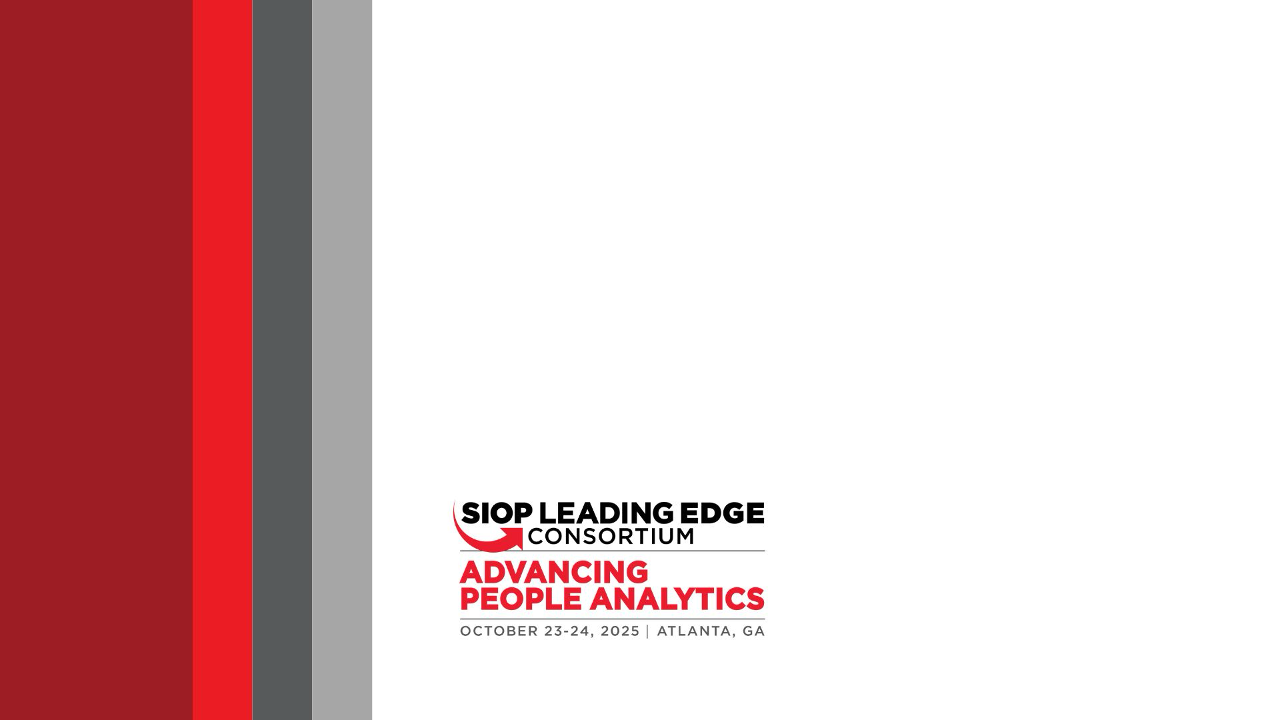 SIOP LEADING EDGE
CONSORTIUM
ADVANCING
PEOPLE ANALYTICS
OCTOBER 23-24, 2025 | ATLANTA, GA